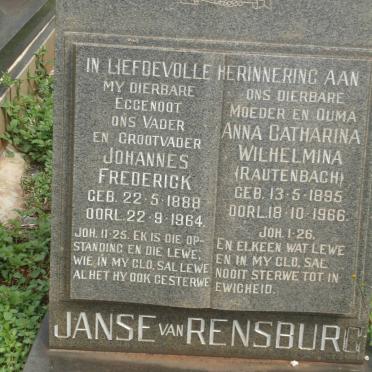 IN LIEFDEVOLLE HERINNERING AAN
MY DIERBARE
EGGENOOT
ONS VADER
EN GROOTVADER
JOHANNES
FREDERICK
GEB. 22-5-1888
OORL. 22-9-1964.
JOH. 11-25. EK IS DIE OP-
STANDING EN DIE LEWE,
WIE IN MY GLO, SAL LEWE
AL HET HY OOK GESTERWE
ONS DIERBARE
MOEDER EN OUMA
ANNA CATHARINA
WILHELMINA
(RAUTENBACH)
GEB. 13-5-1895
OORL. 18-10-1966.
JOH. 1-26.
EN ELKEEN WAT LEWE
EN IN MY GLO, SAL
NOOIT STERWE TOT IN
EWIGHEID.
JANSE VAN RENSBURG